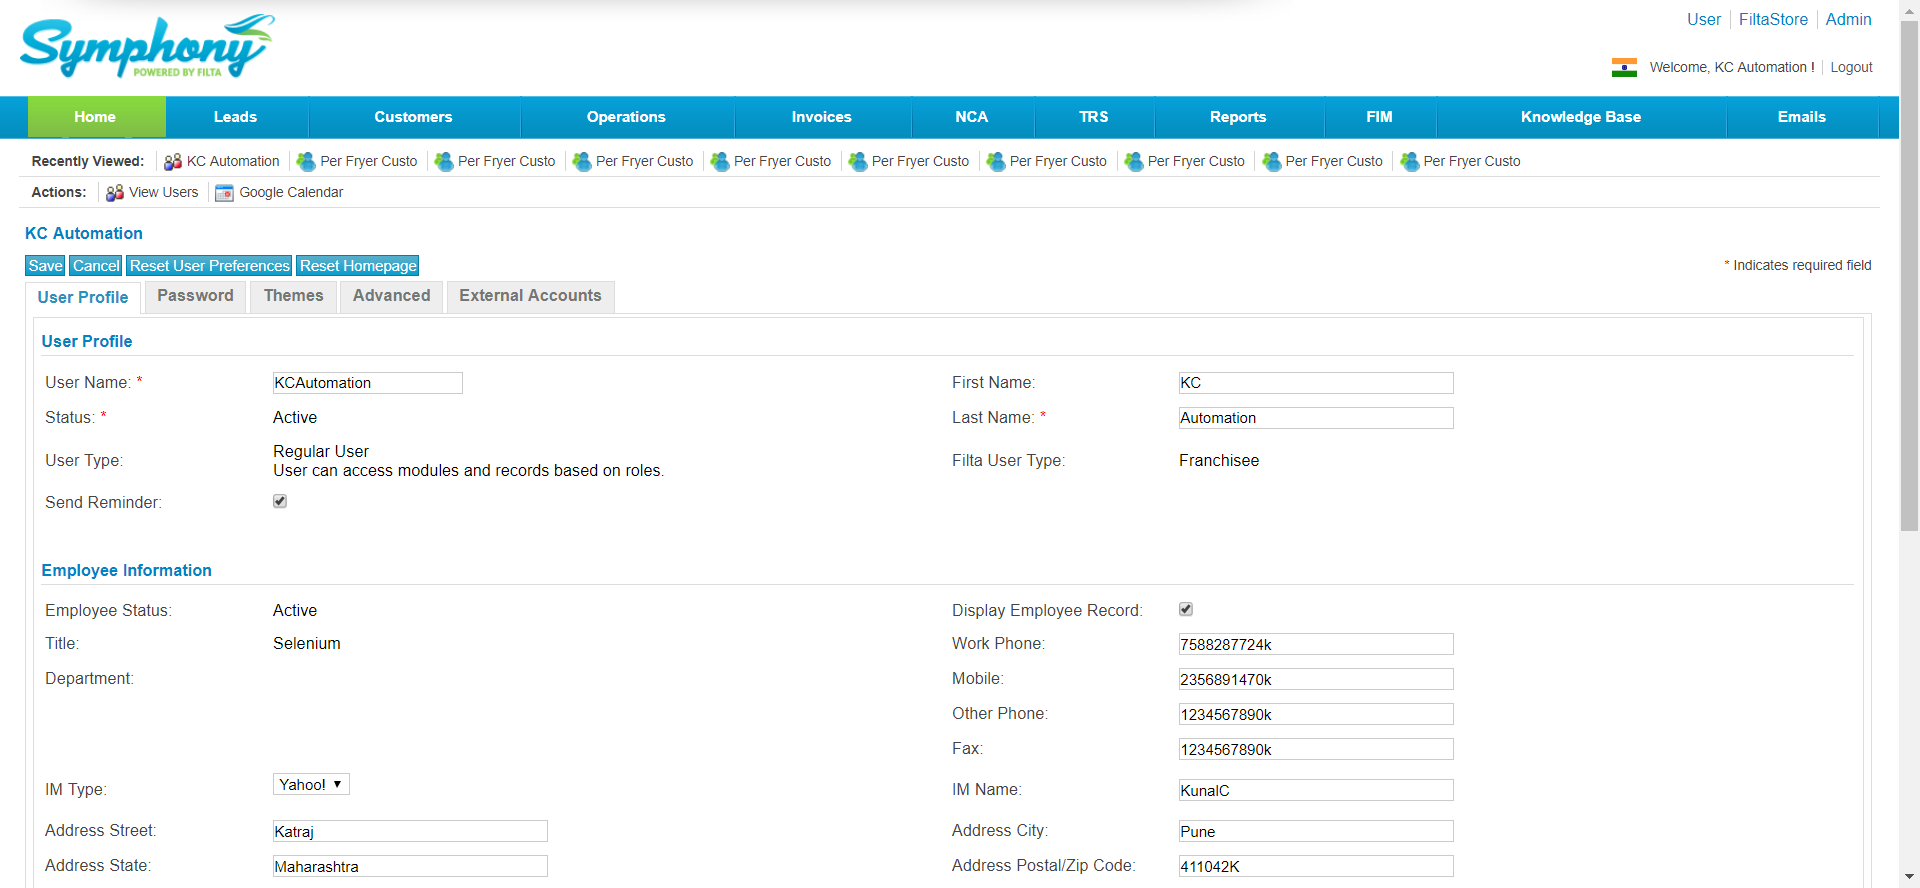 Symphony
POWERED BY FILTA
User FiltaStore Admin
Welcome, KC Automation ! Logout
Home Leads Customers Operations Invoices NCA TRS Reports FIM Knowledge Base Emails
Recently Viewed: KC Automation Per Fryer Custo Per Fryer Custo Per Fryer Custo Per Fryer Custo Per Fryer Custo Per Fryer Custo Per Fryer Custo Per Fryer Custo Per Fryer Custo
Actions: View Users Google Calendar
KC Automation
Save Cancel Reset User Preferences Reset Homepage
* Indicates required field
User Profile Password Themes Advanced External Accounts
User Profile
User Name: * KCAutomation First Name: KC
Status: * Active Last Name: * Automation
User Type: Regular User
User can access modules and records based on roles.
Filta User Type: Franchisee
Send Reminder:
Employee Information
Employee Status: Active Display Employee Record:
Title: Selenium Work Phone: 7588287724k
Department: Mobile: 2356891470k
Other Phone: 1234567890k
Fax: 1234567890k
IM Type: Yahoo! IM Name: KunalC
Address Street: Katraj Address City: Pune
Address State: Maharashtra Address Postal/Zip Code: 411042K